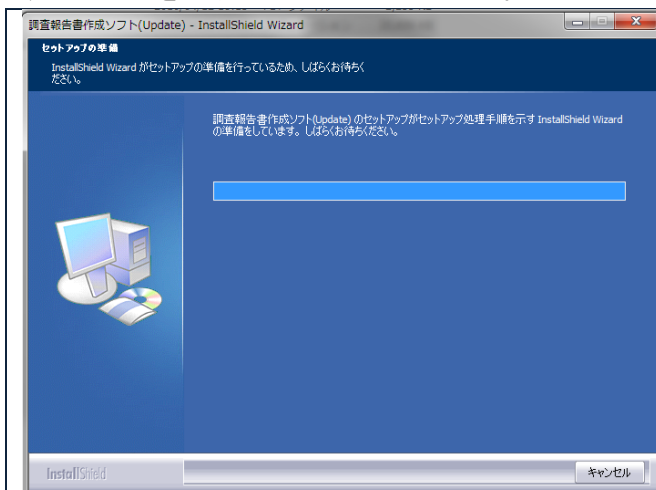 調査報告書作成ソフト(Update) - InstallShield Wizard
セットアップの準備
InstallShield Wizard がセットアップの準備を行っているため、しばらくお待ちく
ださい。
調査報告書作成ソフト(Update) のセットアップがセットアップ処理手順を示す InstallShield Wizard
の準備をしています。しばらくお待ちください。
InstallShield
キャンセル